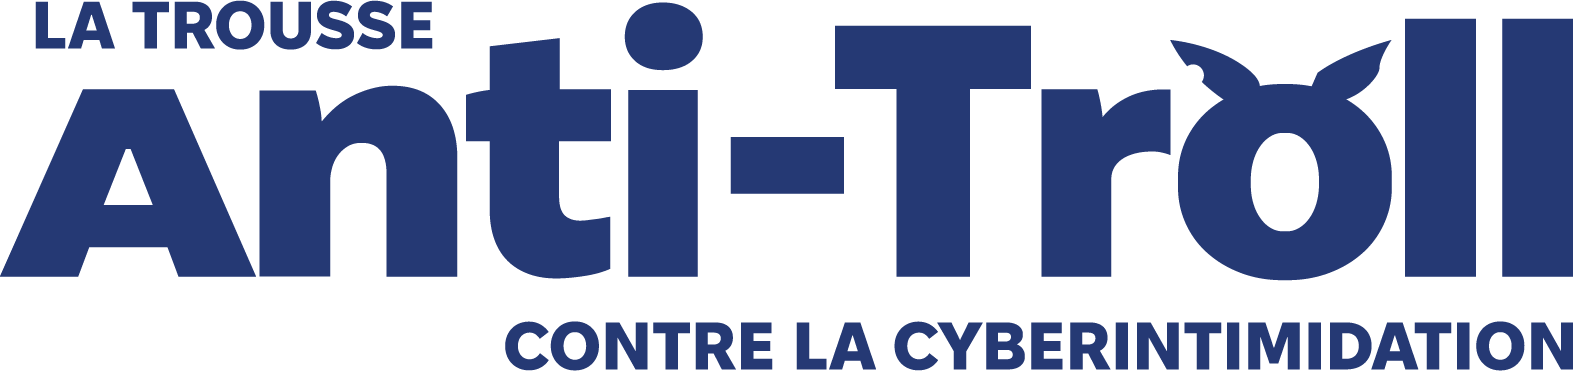 LA TROUSSE
Anti-Troll
CONTRE LA CYBERINTIMIDATION